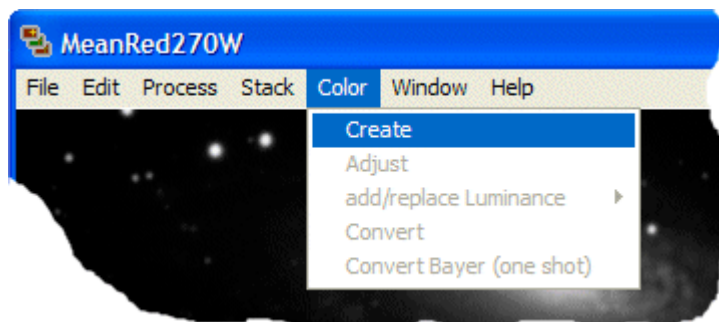 MeanRed270W
File Edit Process Stack Color Window Help
Create
Adjust
add/replace Luminance
Convert
Convert Bayer (one shot)